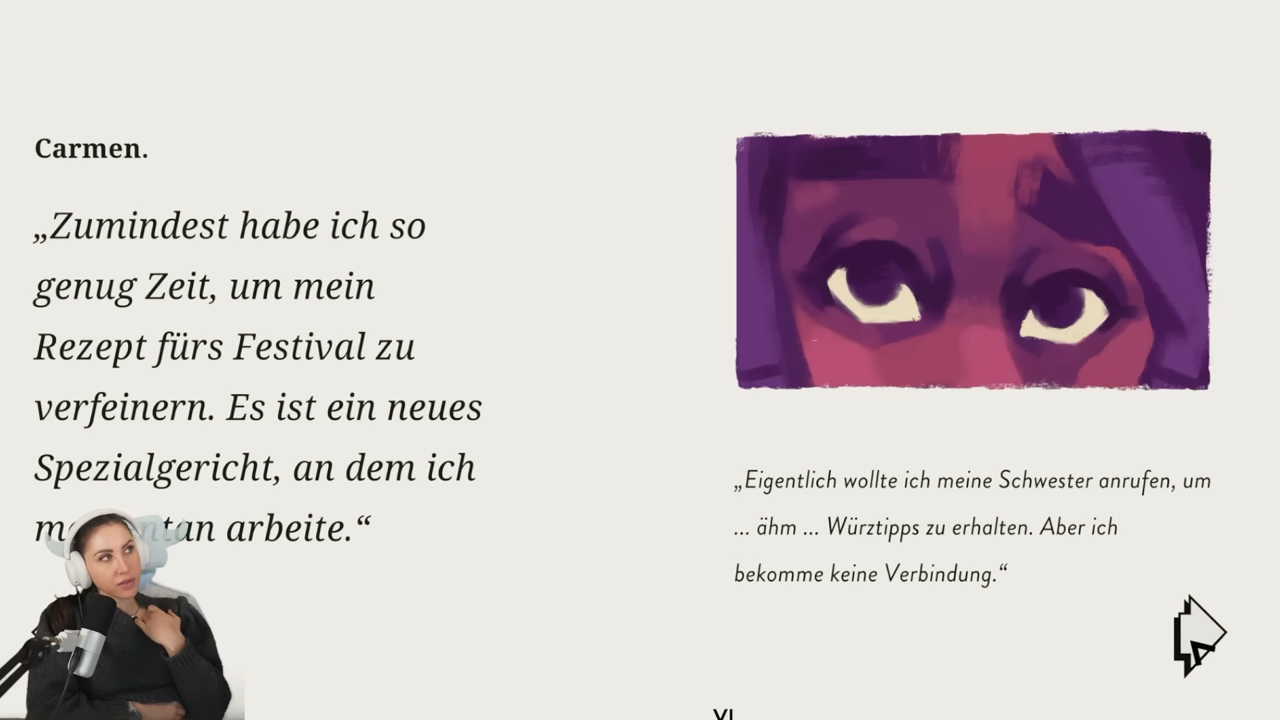 Carmen.
„Zumindest habe ich so
genug Zeit, um mein
Rezept fürs Festival zu
verfeinern. Es ist ein neues
Spezialgericht, an dem ich
arbeite.“
„Eigentlich wollte ich meine Schwester anrufen, um
... ähm ... Würztipps zu erhalten. Aber ich
bekomme keine Verbindung.“